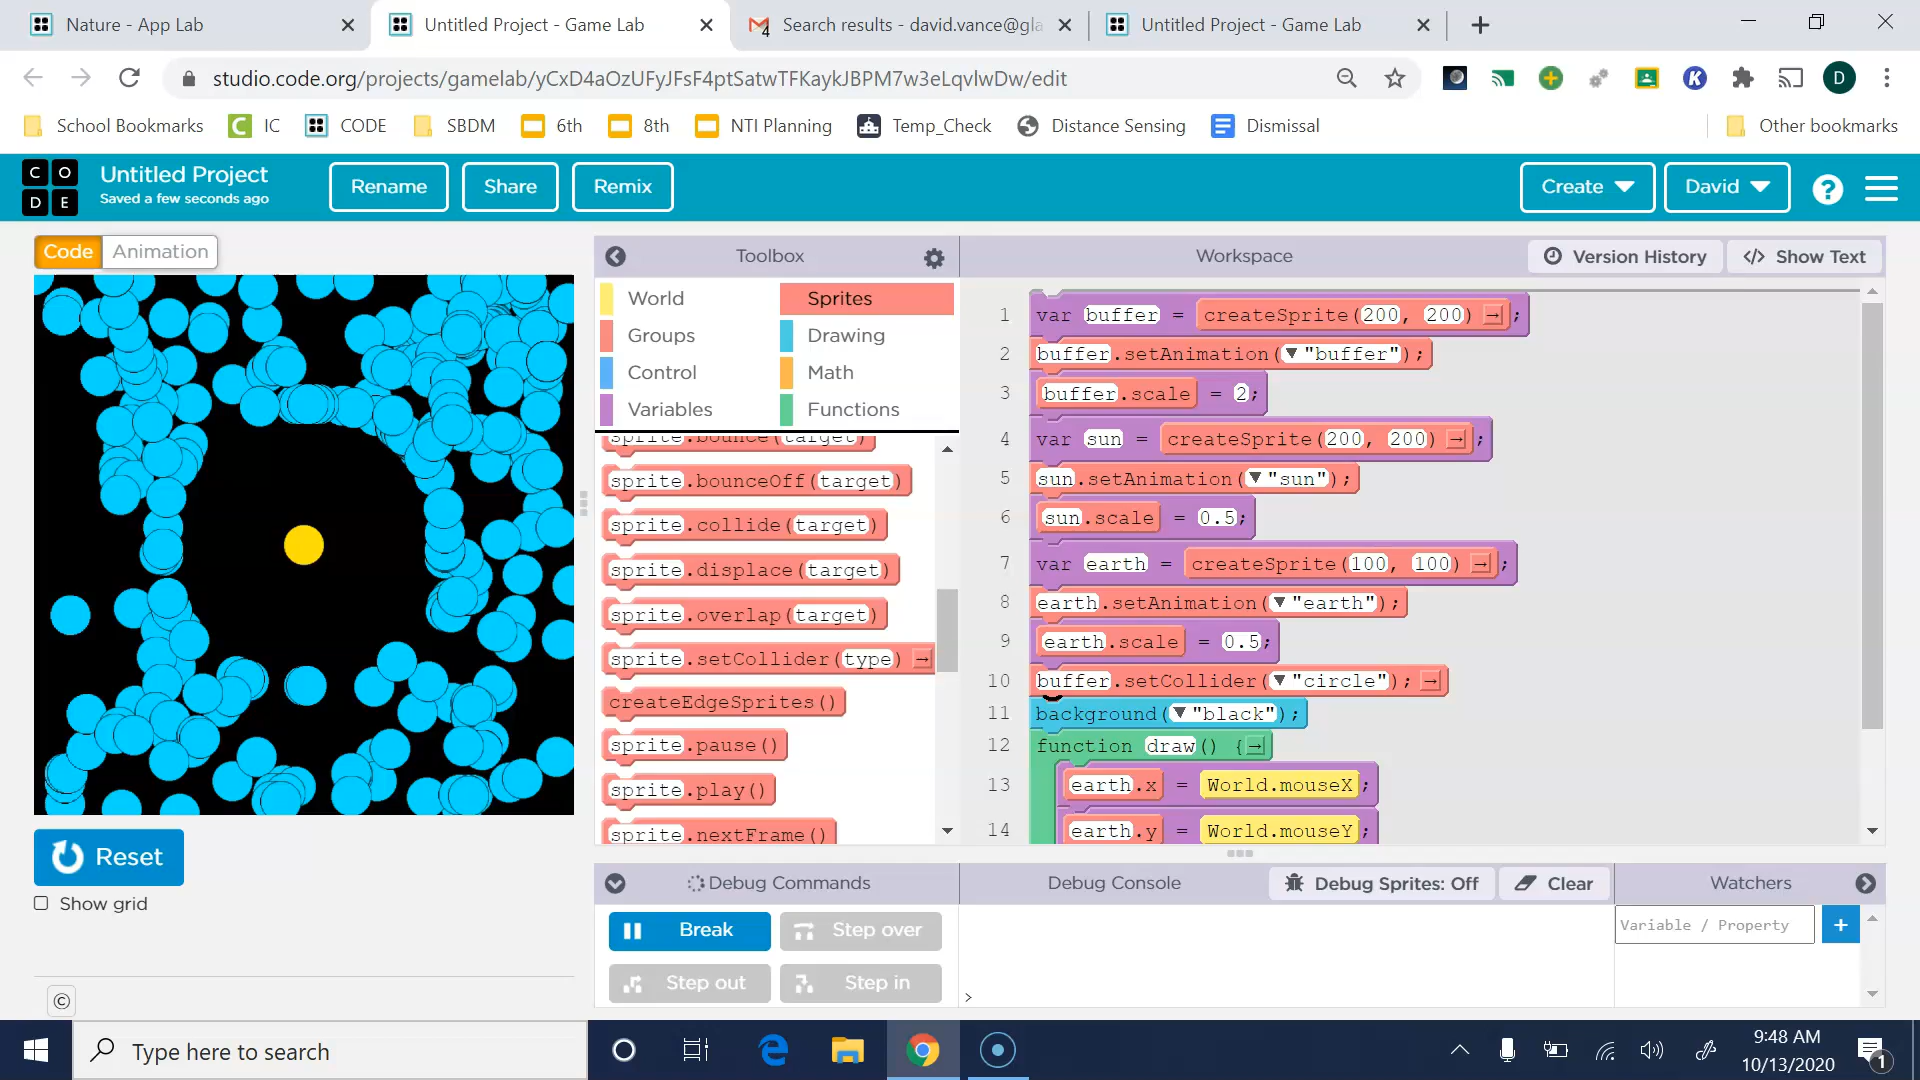 Nature - App Lab
Untitled Project - Game Lab
Search results - david.vance@gla
Untitled Project - Game Lab
studio.code.org/projects/gamelab/yCxD4aOzUFyJFsF4ptSatwTFKaykJBPM7w3eLqvlwDw/edit
D
School Bookmarks
IC
CODE
SBDM
6th
8th
NTI Planning
Temp_Check
Distance Sensing
Dismissal
Other bookmarks
C O
D E
Untitled Project
Saved a few seconds ago
Rename
Share
Remix
Create
David
?
Code
Animation
Toolbox
Workspace
Version History
</> Show Text
World
Sprites
Groups
Drawing
Control
Math
Variables
Functions
sprite.bounce(target)
sprite.bounceOff(target)
sprite.collide(target)
sprite.displace(target)
sprite.overlap(target)
sprite.setCollider(type) →
createEdgeSprites()
sprite.pause()
sprite.play()
sprite.nextFrame()
1 var buffer = createSprite(200, 200) → ;
2 buffer.setAnimation(▼ "buffer");
3 buffer.scale = 2;
4 var sun = createSprite(200, 200) → ;
5 sun.setAnimation(▼ "sun");
6 sun.scale = 0.5;
7 var earth = createSprite(100, 100) → ;
8 earth.setAnimation(▼ "earth");
9 earth.scale = 0.5;
10 buffer.setCollider(▼ "circle"); →
11 background(▼ "black");
12 function draw() { →
13 earth.x = World.mouseX;
14 earth.y = World.mouseY;
Reset
Show grid
©
Debug Commands
Debug Console
Debug Sprites: Off
Clear
Watchers
Break
Step over
Step out
Step in
>
Variable / Property
+
Type here to search
9:48 AM
10/13/2020
1